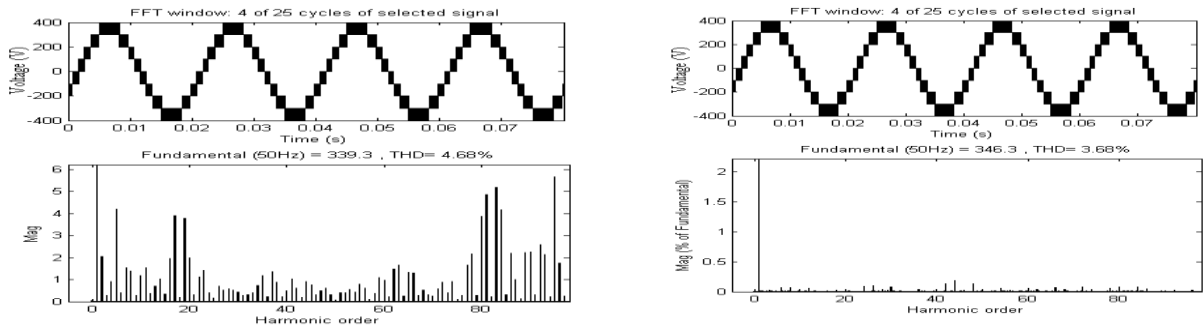 FFT window: 4 of 25 cycles of selected signal
Voltage (V)
400
200
0
-200
-400
0 0.01 0.02 0.03 0.04 0.05 0.06 0.07
Time (s)
Fundamental (50Hz) = 339.3 , THD= 4.68%
Mag
6
5
4
3
2
1
0
0 20 40 60 80
Harmonic order
FFT window: 4 of 25 cycles of selected signal
Voltage (V)
400
200
0
-200
-400
0 0.01 0.02 0.03 0.04 0.05 0.06 0.07
Time (s)
Fundamental (50Hz) = 346.3 , THD= 3.68%
Mag (% of Fundamental)
2
1.5
1
0.5
0
0 20 40 60 80
Harmonic order